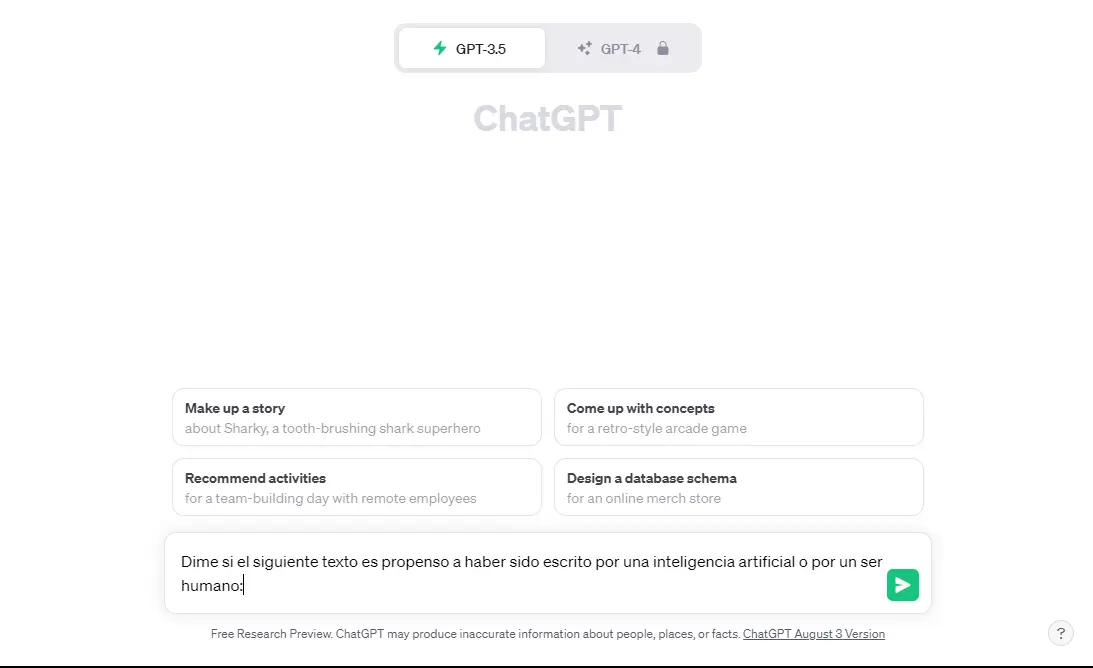 GPT-3.5
GPT-4
ChatGPT
Make up a story
about Sharky, a tooth-brushing shark superhero
Come up with concepts
for a retro-style arcade game
Recommend activities
for a team-building day with remote employees
Design a database schema
for an online merch store
Dime si el siguiente texto es propenso a haber sido escrito por una inteligencia artificial o por un ser
humano:
Free Research Preview. ChatGPT may produce inaccurate information about people, places, or facts. ChatGPT August 3 Version
?